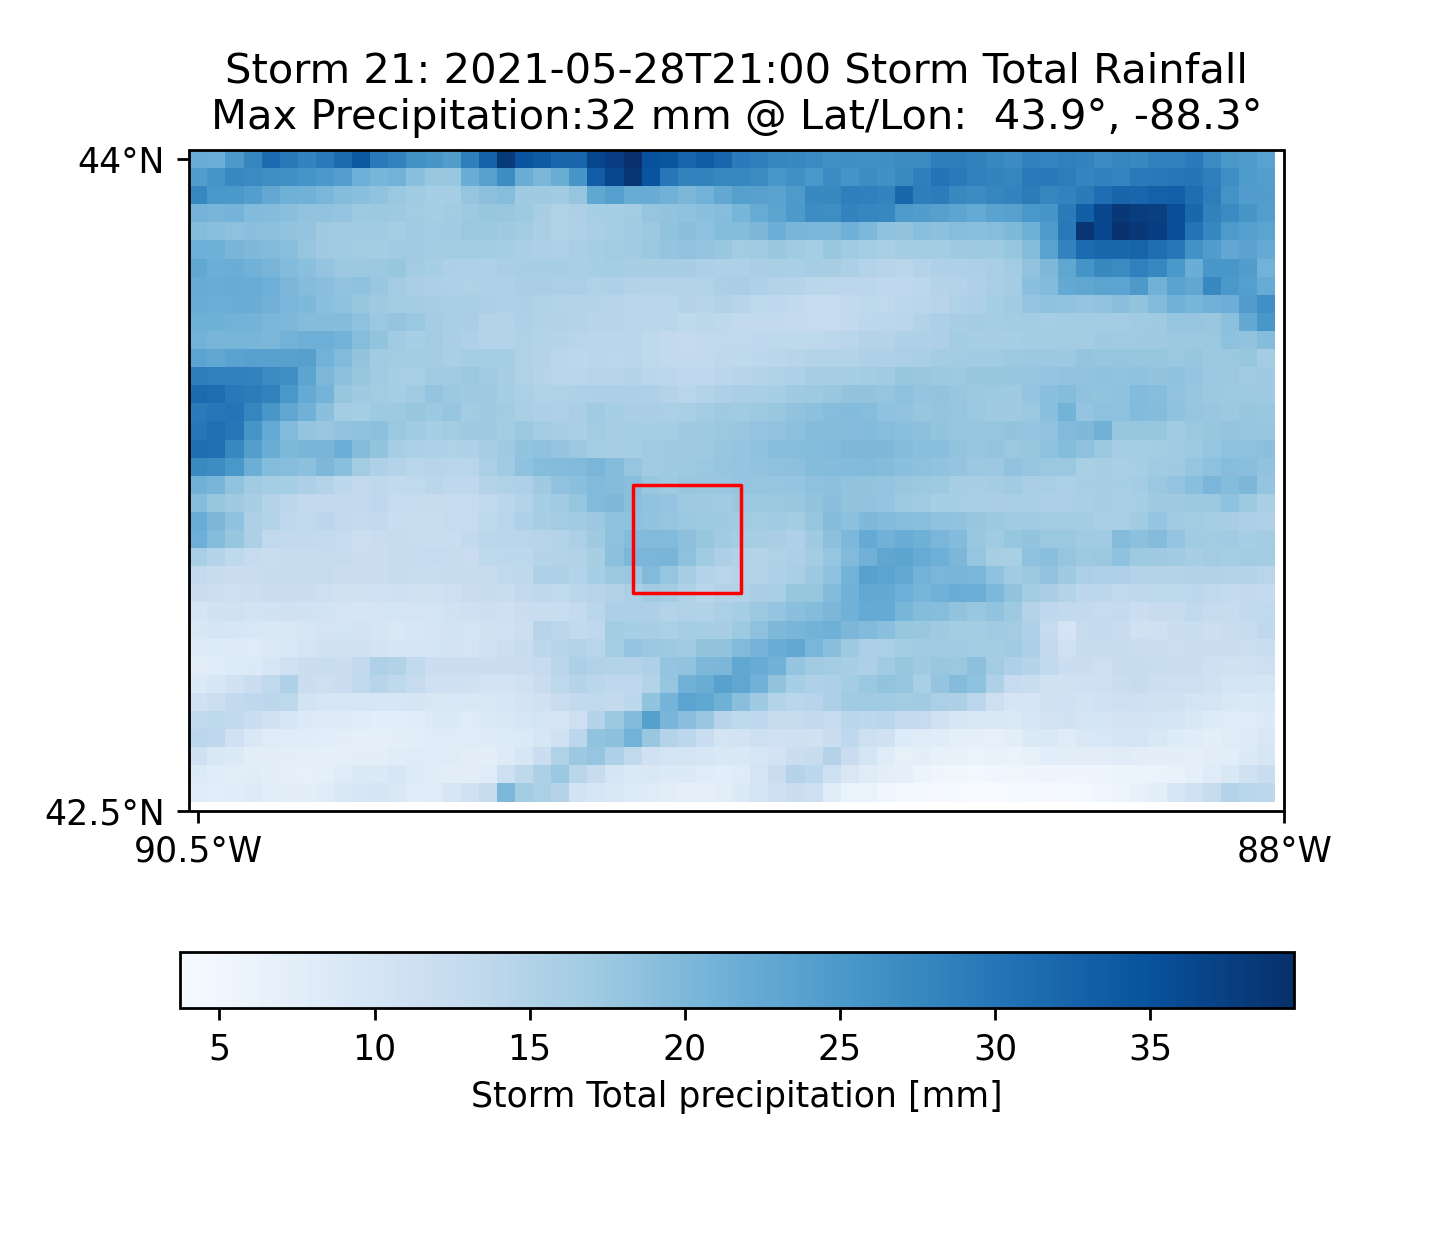 Storm 21: 2021-05-28T21:00 Storm Total Rainfall
Max Precipitation:32 mm @ Lat/Lon:  43.9°, -88.3°
44°N
42.5°N
90.5°W 88°W
5 10 15 20 25 30 35
Storm Total precipitation [mm]